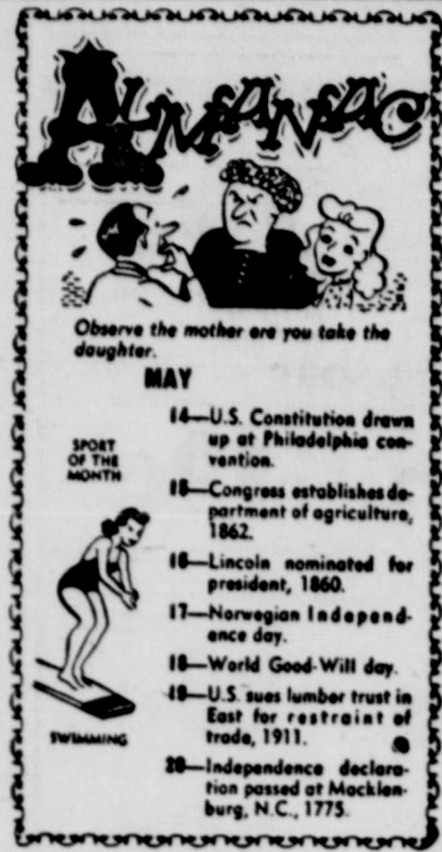 ALMANAC
Observe the mother ere you take the
daughter.
MAY
SPORT
OF THE
MONTH
SWIMMING
14—U.S. Constitution drawn
up at Philadelphia con-
vention.
15—Congress establishes de-
partment of agriculture,
1862.
16—Lincoln nominated for
president, 1860.
17—Norwegian Independ-
ence day.
18—World Good-Will day.
19—U.S. sues lumber trust in
East for restraint of
trade, 1911.
20—Independence declara-
tion passed at Macklen-
burg, N.C., 1775.